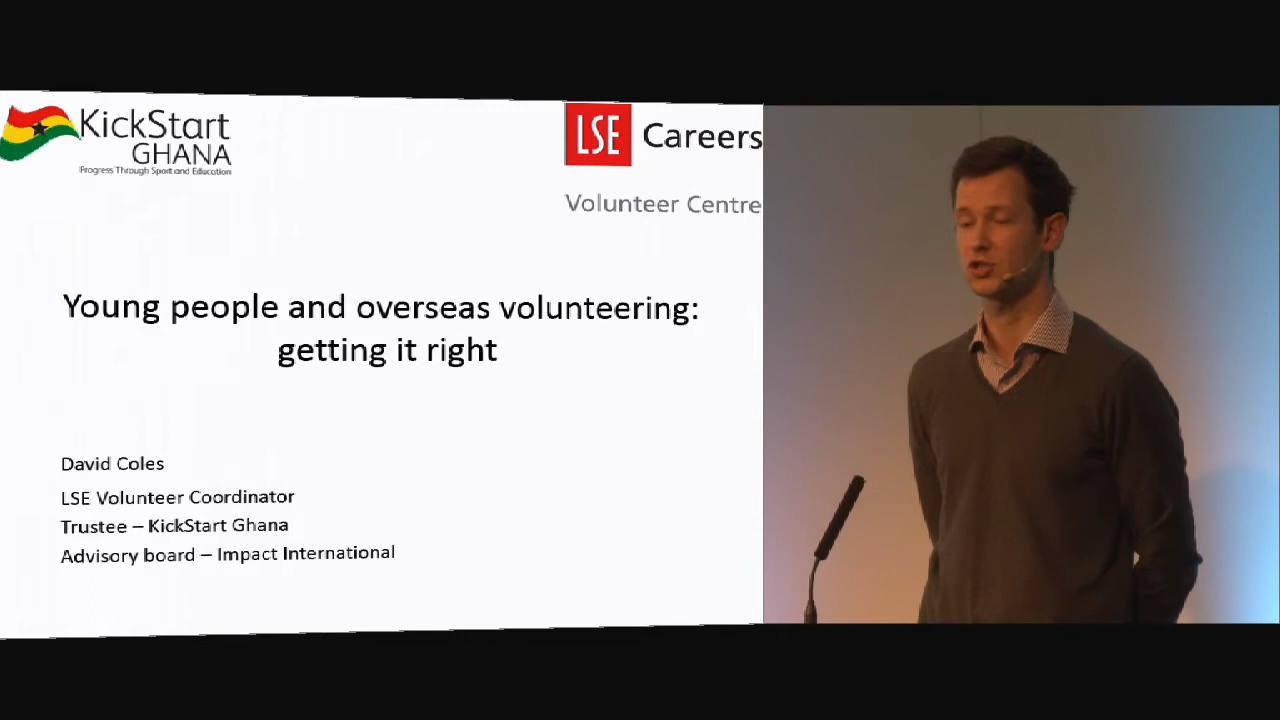 KickStart
GHANA
Progress Through Sport and Education
LSE Careers
Volunteer Centre
Young people and overseas volunteering:
getting it right
David Coles
LSE Volunteer Coordinator
Trustee – KickStart Ghana
Advisory board – Impact International